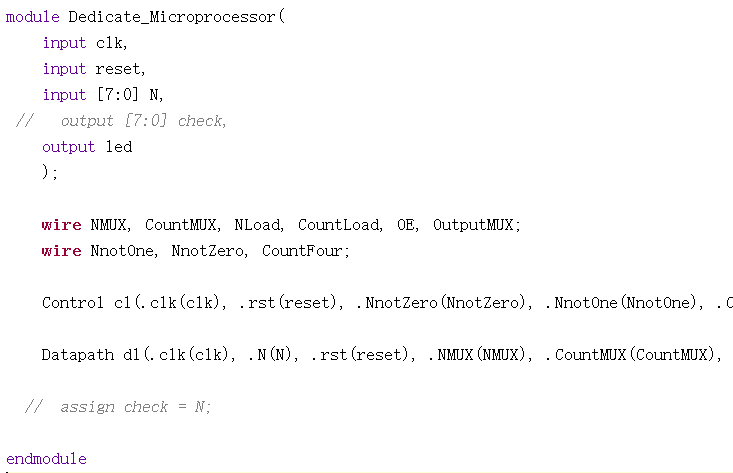 module Dedicate_Microprocessor(
input clk,
input reset,
input [7:0] N,
// output [7:0] check,
output led
);
wire NMUX, CountMUX, NLoad, CountLoad, OE, OutputMUX;
wire NnotOne, NnotZero, CountFour;
Control c1(.clk(clk), .rst(reset), .NnotZero(NnotZero), .NnotOne(NnotOne), .C
Datapath d1(.clk(clk), .N(N), .rst(reset), .NMUX(NMUX), .CountMUX(CountMUX),
// assign check = N;
endmodule